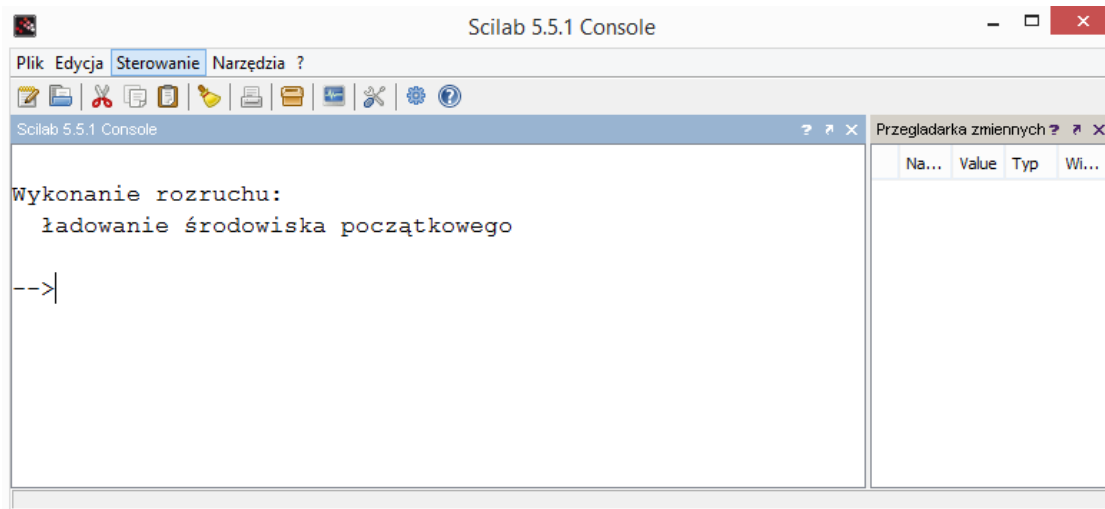 Scilab 5.5.1 Console
Plik Edycja Sterowanie Narzędzia ?
Scilab 5.5.1 Console
Przegladarka zmiennych
Na... Value Typ Wi...
Wykonanie rozruchu:
ładowanie środowiska początkowego
-->